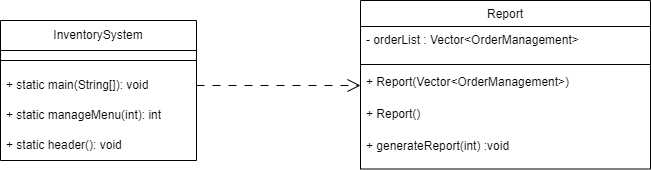 InventorySystem
+ static main(String[]): void
+ static manageMenu(int): int
+ static header(): void
Report
- orderList : Vector<OrderManagement>
+ Report(Vector<OrderManagement>)
+ Report()
+ generateReport(int) :void